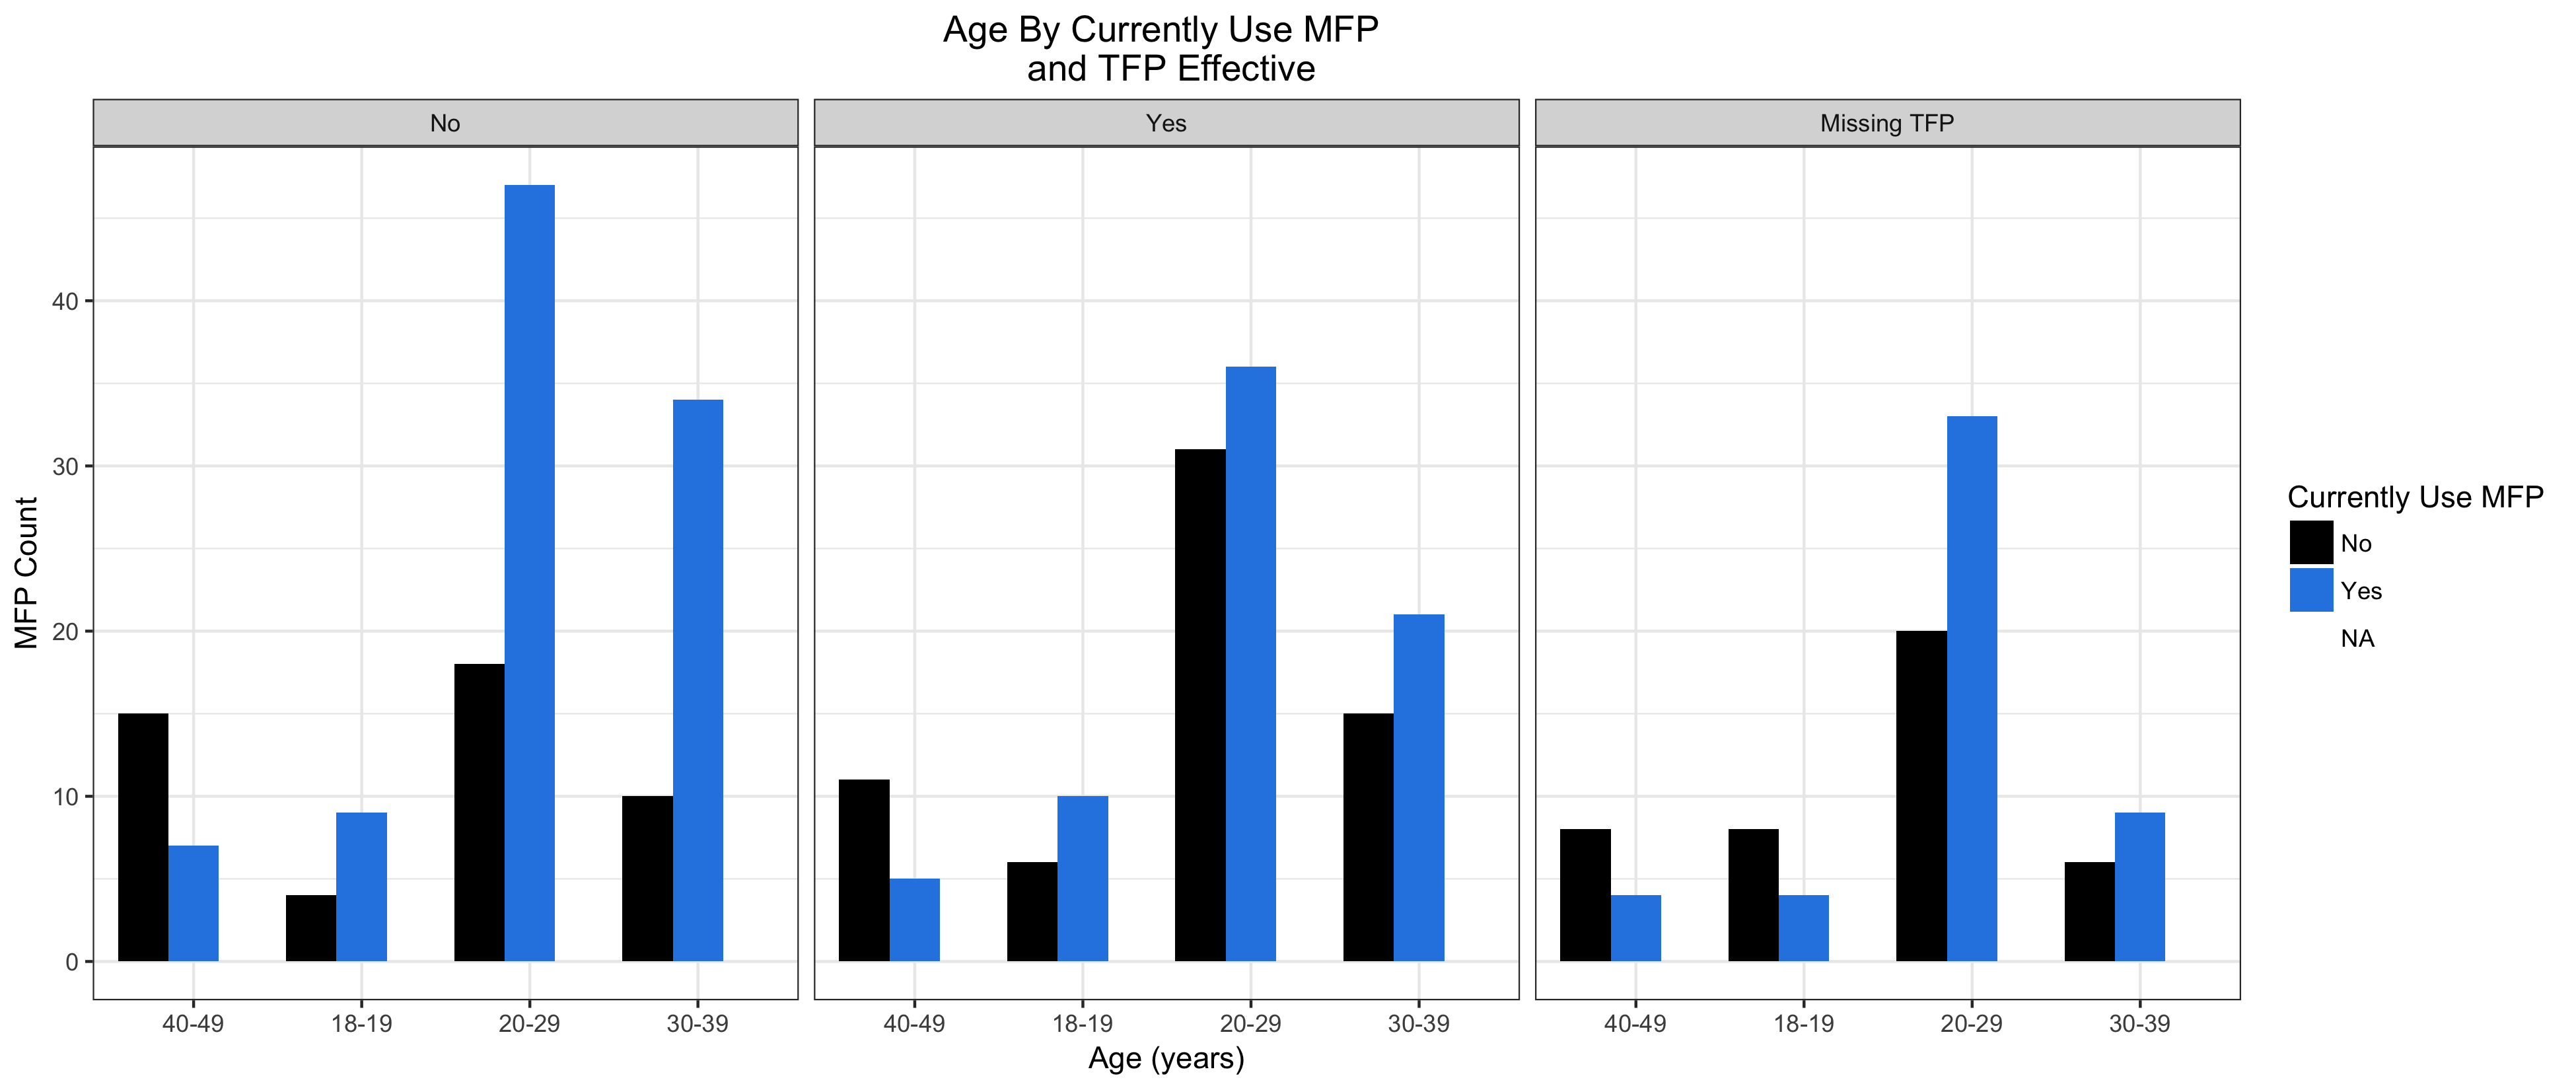 Age By Currently Use MFP
and TFP Effective
No
Yes
Missing TFP
MFP Count
40
30
20
10
0
40-49
18-19
20-29
30-39
40-49
18-19
20-29
30-39
40-49
18-19
20-29
30-39
Age (years)
Currently Use MFP
No
Yes
NA